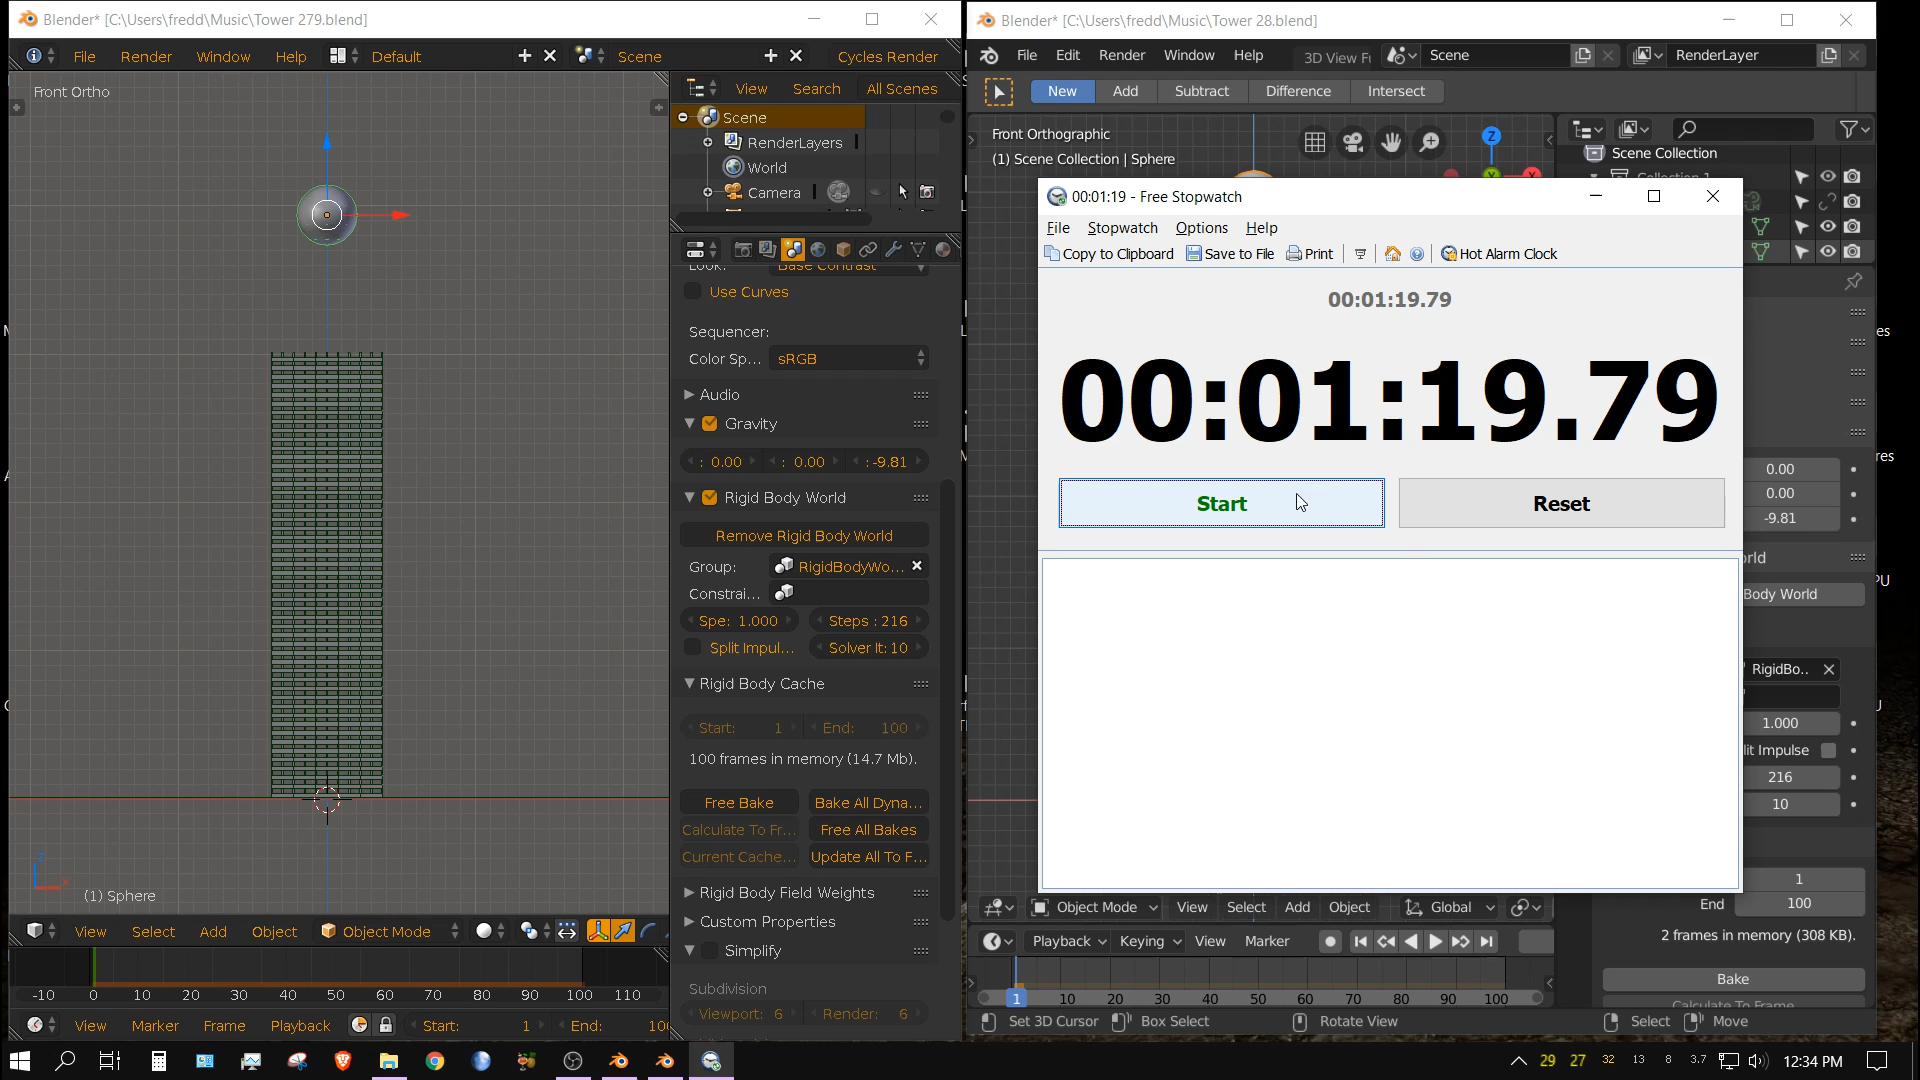 Blender* [C:\Users\fredd\Music\Tower 279.blend]
File Render Window Help Default Scene Cycles Render
Front Ortho
View Search All Scenes
Scene
RenderLayers
World
Camera
Look: Base Contrast
Use Curves
Sequencer:
Color Sp... sRGB
Audio
Gravity
: 0.00 : 0.00 : -9.81
Rigid Body World
Remove Rigid Body World
Group: RigidBodyWo...
Constrai...
Spe: 1.000 Steps : 216
Split Impul... Solver It: 10
Rigid Body Cache
Start: 1 End: 100
100 frames in memory (14.7 Mb).
Free Bake Bake All Dyna...
Calculate To Fr... Free All Bakes
Current Cache... Update All To F...
Rigid Body Field Weights
Custom Properties
Simplify
Subdivision
Viewport: 6 Render: 6
(1) Sphere
View Select Add Object Object Mode
-10 0 10 20 30 40 50 60 70 80 90 100 110
View Marker Frame Playback Start: 1 End: 100
Blender* [C:\Users\fredd\Music\Tower 28.blend]
File Edit Render Window Help 3D View Scene RenderLayer
New Add Subtract Difference Intersect
Front Orthographic
(1) Scene Collection | Sphere
Z
Scene Collection
Collection 1
00:01:19 - Free Stopwatch
File Stopwatch Options Help
Copy to Clipboard Save to File Print Hot Alarm Clock
00:01:19.79
00:01:19.79
Start Reset
0.00
0.00
-9.81
Body World
RigidBo..
1.000
lit Impulse
216
10
1
End 100
2 frames in memory (308 KB).
Bake
Calculate To Frame
Object Mode View Select Add Object Global
Playback Keying View Marker
1 10 20 30 40 50 60 70 80 90 100
Set 3D Cursor Box Select Rotate View Select Move
29 27 32 13 8 3.7 12:34 PM